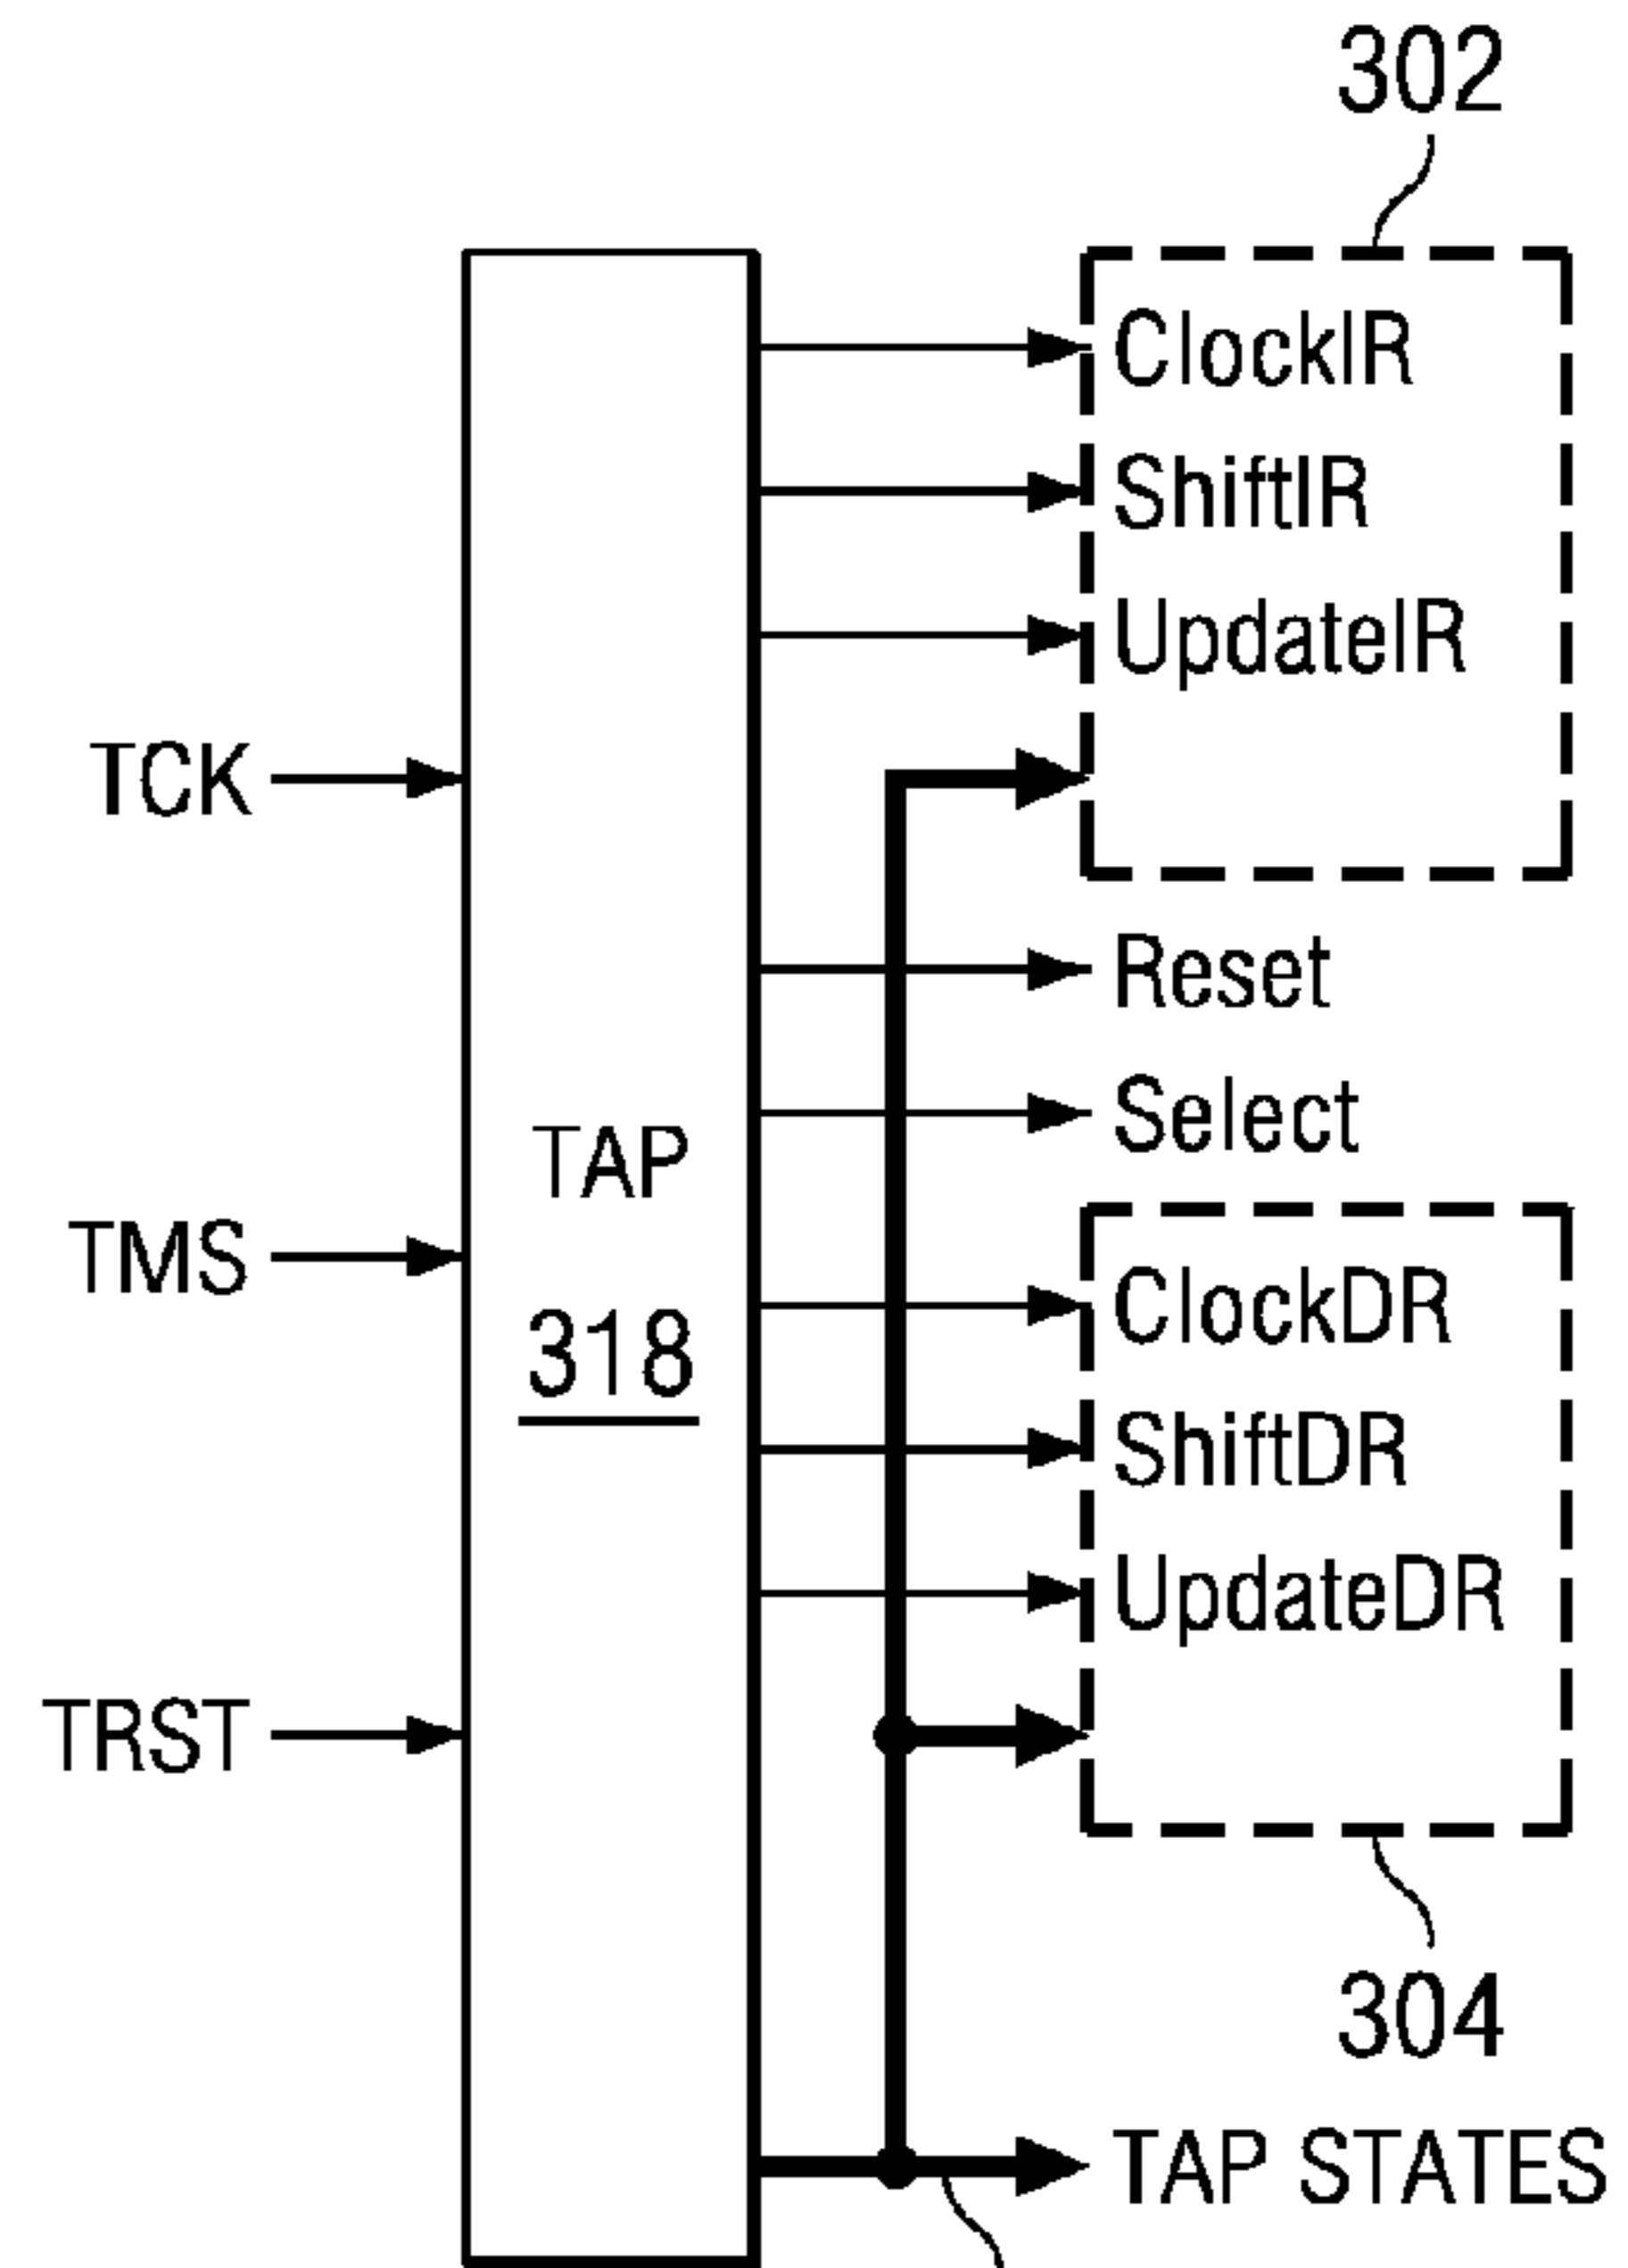 302
ClockIR
ShiftIR
UpdateIR
TCK
Reset
Select
TAP
TMS
318
ClockDR
ShiftDR
UpdateDR
TRST
304
TAP STATES